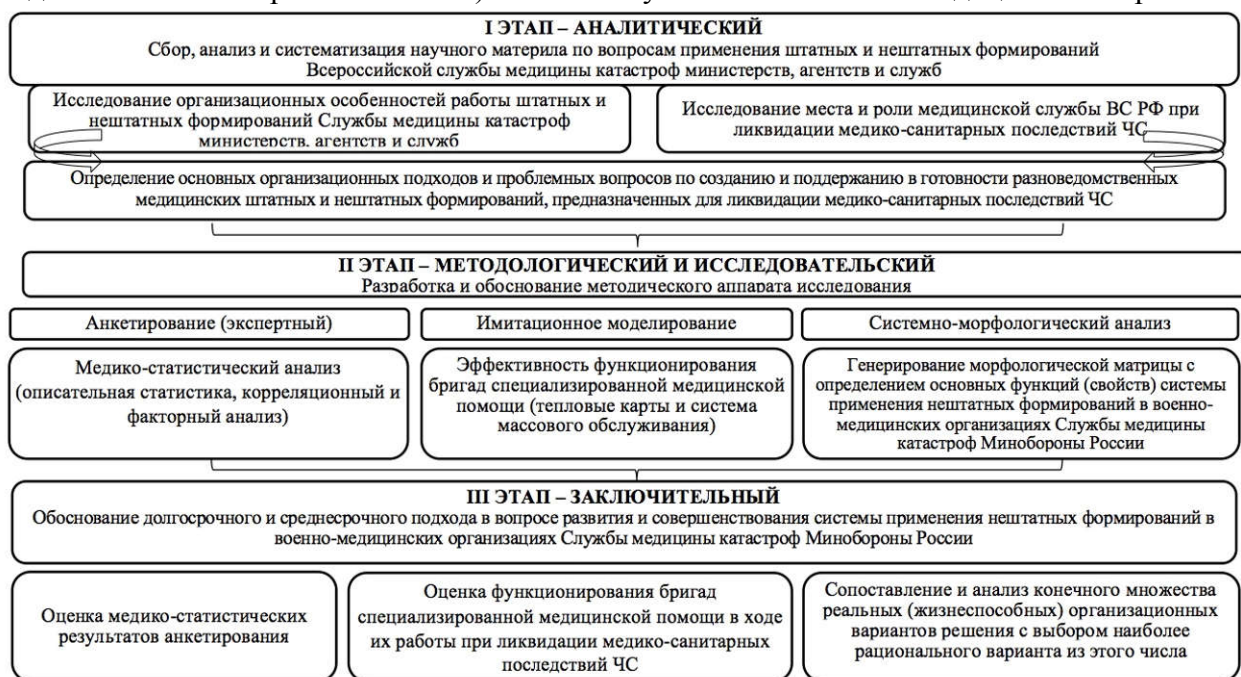 I ЭТАП – АНАЛИТИЧЕСКИЙ
Сбор, анализ и систематизация научного материла по вопросам применения штатных и нештатных формирований
Всероссийской службы медицины катастроф министерств, агентств и служб
Исследование организационных особенностей работы штатных и
нештатных формирований Службы медицины катастроф
министерств, агентств и служб
Исследование места и роли медицинской службы ВС РФ при
ликвидации медико-санитарных последствий ЧС
Определение основных организационных подходов и проблемных вопросов по созданию и поддержанию в готовности разноведомственных
медицинских штатных и нештатных формирований, предназначенных для ликвидации медико-санитарных последствий ЧС
II ЭТАП – МЕТОДОЛОГИЧЕСКИЙ И ИССЛЕДОВАТЕЛЬСКИЙ
Разработка и обоснование методического аппарата исследования
Анкетирование (экспертный)
Имитационное моделирование
Системно-морфологический анализ
Медико-статистический анализ
(описательная статистика, корреляционный и
факторный анализ)
Эффективность функционирования
бригад специализированной медицинской
помощи (тепловые карты и система
массового обслуживания)
Генерирование морфологической матрицы с
определением основных функций (свойств) системы
применения нештатных формирований в военно-
медицинских организациях Службы медицины
катастроф Минобороны России
III ЭТАП – ЗАКЛЮЧИТЕЛЬНЫЙ
Обоснование долгосрочного и среднесрочного подхода в вопросе развития и совершенствования системы применения нештатных формирований в
военно-медицинских организациях Службы медицины катастроф Минобороны России
Оценка медико-статистических
результатов анкетирования
Оценка функционирования бригад
специализированной медицинской помощи в ходе
их работы при ликвидации медико-санитарных
последствий ЧС
Сопоставление и анализ конечного множества
реальных (жизнеспособных) организационных
вариантов решения с выбором наиболее
рационального варианта из этого числа